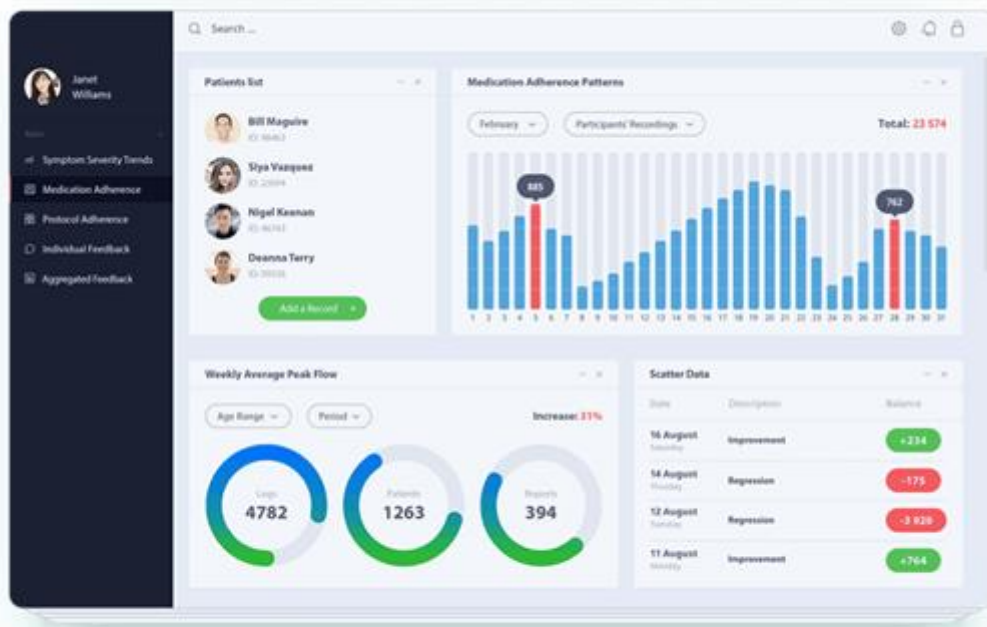 Search ...
Janet
Williams
Symptom Severity Trends
Medication Adherence
Protocol Adherence
Individual Feedback
Aggregated Feedback
Patients list
Bill Maguire
Siya Vazquez
Nigel Keenan
Deanna Terry
Add a Record
Medication Adherence Patterns
February
Participants' Recordings
Total: 23 574
885
762
1 2 3 4 5 6 7 8 9 10 11 12 13 14 15 16 17 18 19 20 21 22 23 24 25 26 27 28 29 30 31
Weekly Average Peak Flow
Age Range
Period
Increase: 31%
Logs
4782
Patients
1263
Reports
394
Scatter Data
Date Description Balance
16 August
Saturday
Improvement
+234
14 August
Regression
-175
12 August
Regression
-3 920
11 August
Monday
Improvement
+764